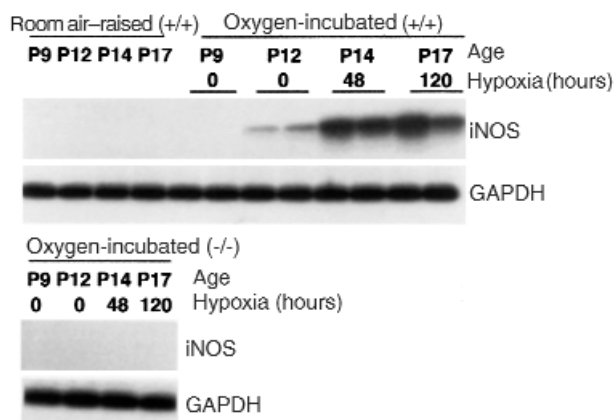 Room air–raised (+/+) Oxygen-incubated (+/+)
P9 P12 P14 P17 P9 P12 P14 P17 Age
0 0 48 120 Hypoxia (hours)
iNOS
GAPDH
Oxygen-incubated (-/-)
P9 P12 P14 P17 Age
0 0 48 120 Hypoxia (hours)
iNOS
GAPDH